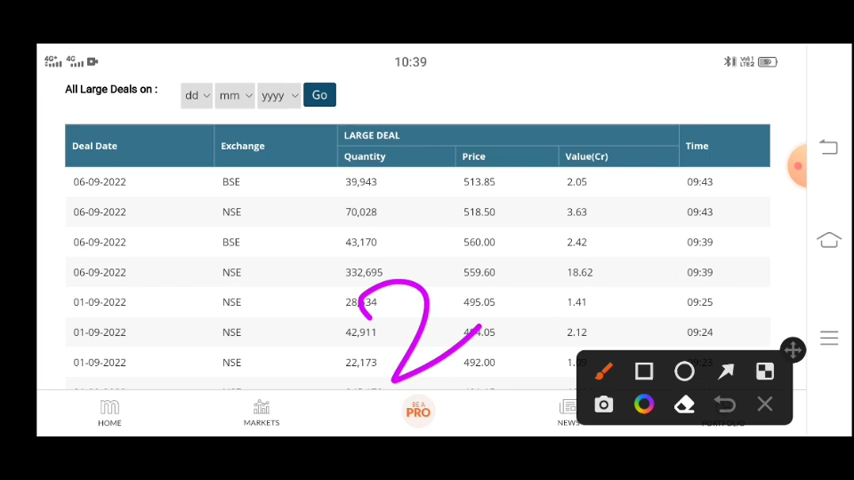 10:39
All Large Deals on : dd mm yyyy Go
Deal Date Exchange LARGE DEAL Time
Quantity Price Value(Cr)
06-09-2022 BSE 39,943 513.85 2.05 09:43
06-09-2022 NSE 70,028 518.50 3.63 09:43
06-09-2022 BSE 43,170 560.00 2.42 09:39
06-09-2022 NSE 332,695 559.60 18.62 09:39
01-09-2022 NSE 495.05 1.41 09:25
01-09-2022 NSE 42,911 2.12 09:24
01-09-2022 NSE 22,173 492.00
2
HOME MARKETS BE A PRO NEWS PORTFOLIO